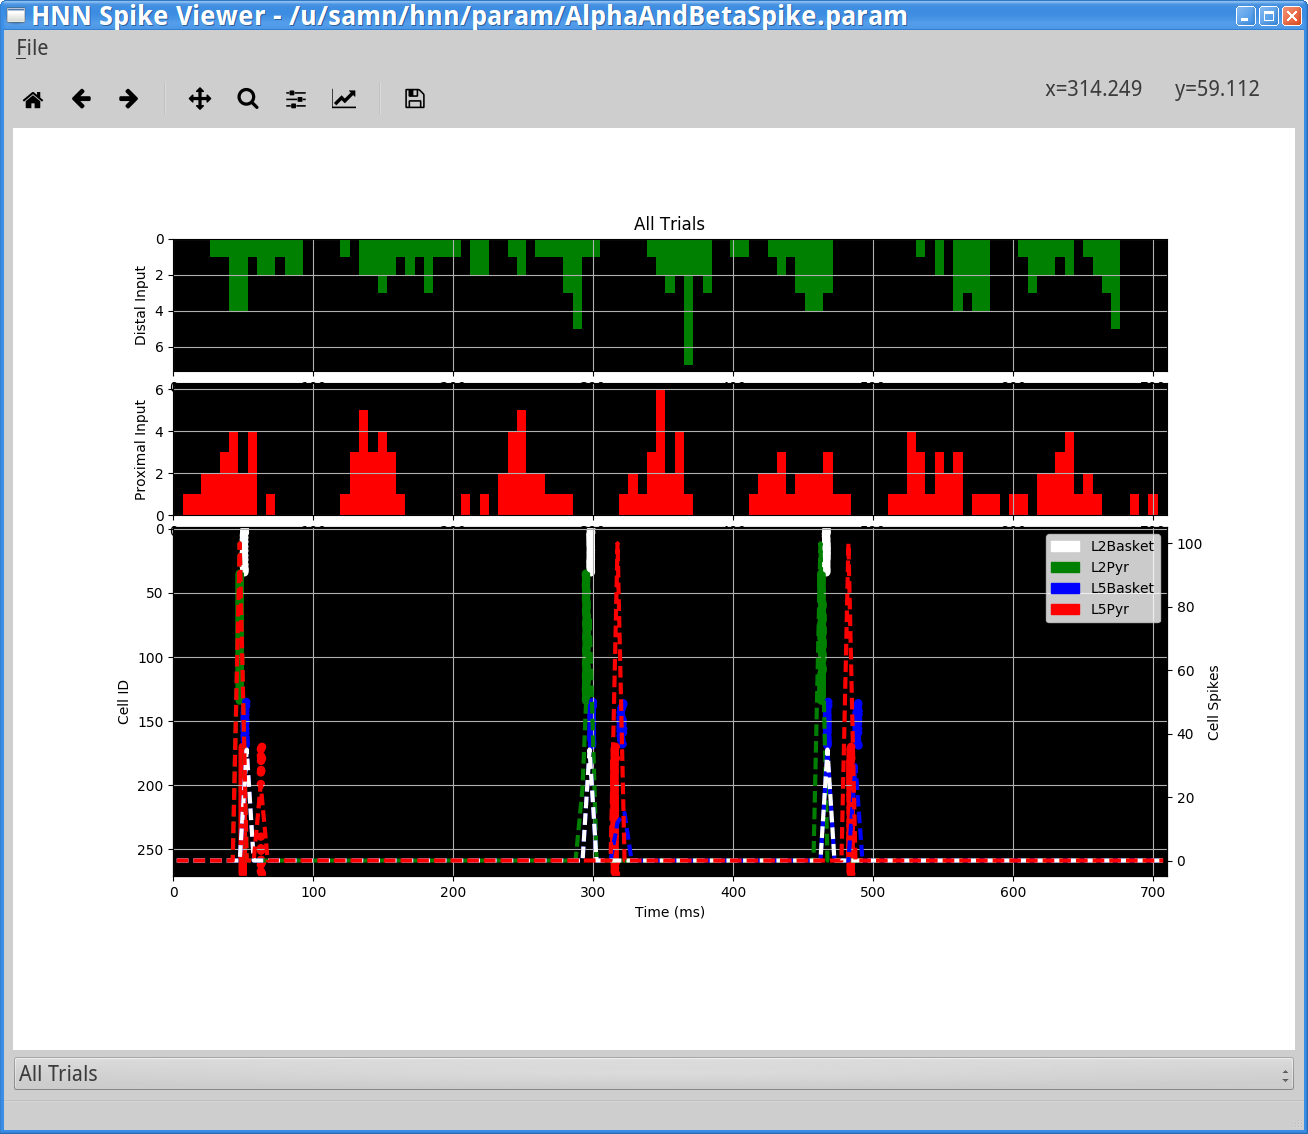 HNN Spike Viewer - /u/samn/hnn/param/AlphaAndBetaSpike.param
File
x=314.249 y=59.112
All Trials
Distal Input
0
2
4
6
Proximal Input
6
4
2
0
Cell ID
0
50
100
150
200
250
L2Basket
L2Pyr
L5Basket
L5Pyr
100
80
60
40
20
0
Cell Spikes
0 100 200 300 400 500 600 700
Time (ms)
All Trials